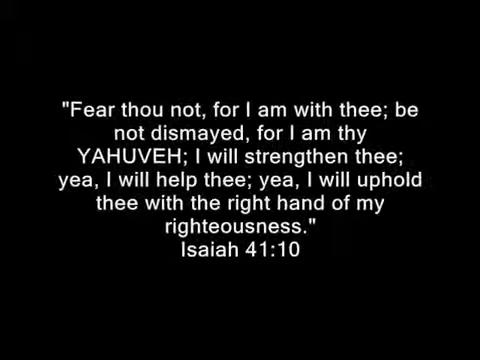 "Fear thou not, for I am with thee; be
not dismayed, for I am thy
YAHUVEH; I will strengthen thee;
yea, I will help thee; yea, I will uphold
thee with the right hand of my
righteousness."
Isaiah 41:10